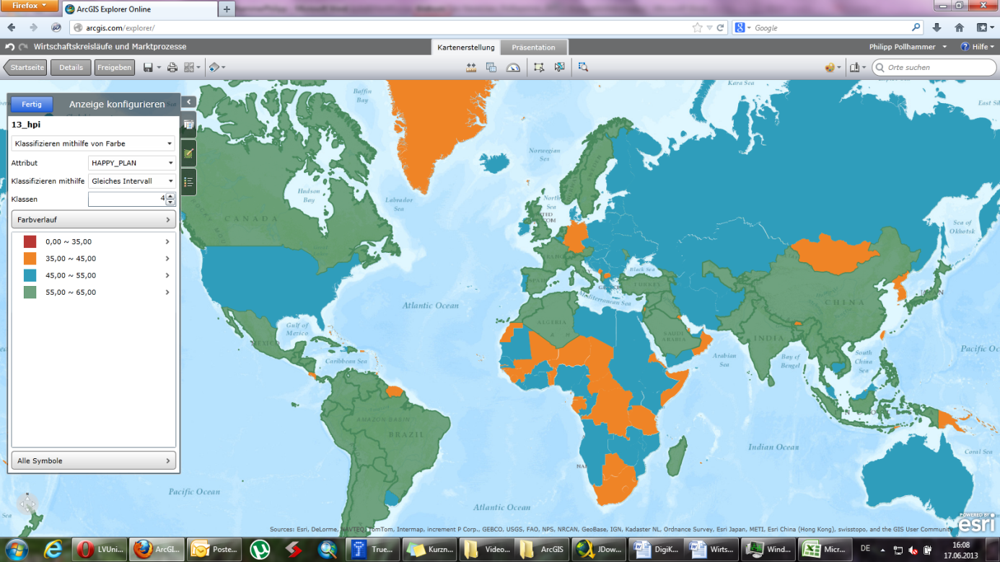 Firefox
ArcGIS Explorer Online
arcgis.com/explorer/
Google
Wirtschaftskreisläufe und Marktprozesse
Kartenerstellung
Präsentation
Philipp Pollhammer
Hilfe
Startseite
Details
Freigeben
Orte suchen
Fertig
Anzeige konfigurieren
13_hpi
Klassifizieren mithilfe von Farbe
Attribut
HAPPY_PLAN
Klassifizieren mithilfe
Gleiches Intervall
Klassen
4
Farbverlauf
0,00 ~ 35,00
35,00 ~ 45,00
45,00 ~ 55,00
55,00 ~ 65,00
Alle Symbole
Baffin Bay
Kara Sea
Norwegian Sea
Hudson Bay
Labrador Sea
North Sea
CANADA
Sea of Okhotsk
Black Sea
SPAIN
TURKEY
Mediterranean Sea
JAPAN
CHINA
Atlantic Ocean
ALGERIA
Gulf of Mexico
MEXICO
SAUDI ARABIA
INDIA
Arabian Sea
Bay of Bengel
South China Sea
Pacific Oc
Caribbean Sea
AMAZON BASIN
BRAZIL
Indian Ocean
Coral Sea
NAI
Pacific Ocean
Atlantic Ocean
Sea
POWERED BY
esri
Sources: Esri, DeLorme, NAVTEQ, TomTom, Intermap, increment P Corp., GEBCO, USGS, FAO, NPS, NRCAN, GeoBase, IGN, Kadaster NL, Ordnance Survey, Esri Japan, METI, Esri China (Hong Kong), swisstopo, and the GIS User Community
LVUni...
ArcGI...
Poste...
True...
Kurzn...
Video...
ArcGIS
JDow...
DigiK...
Wirts...
Wind...
Micr...
DE
16:08
17.06.2013